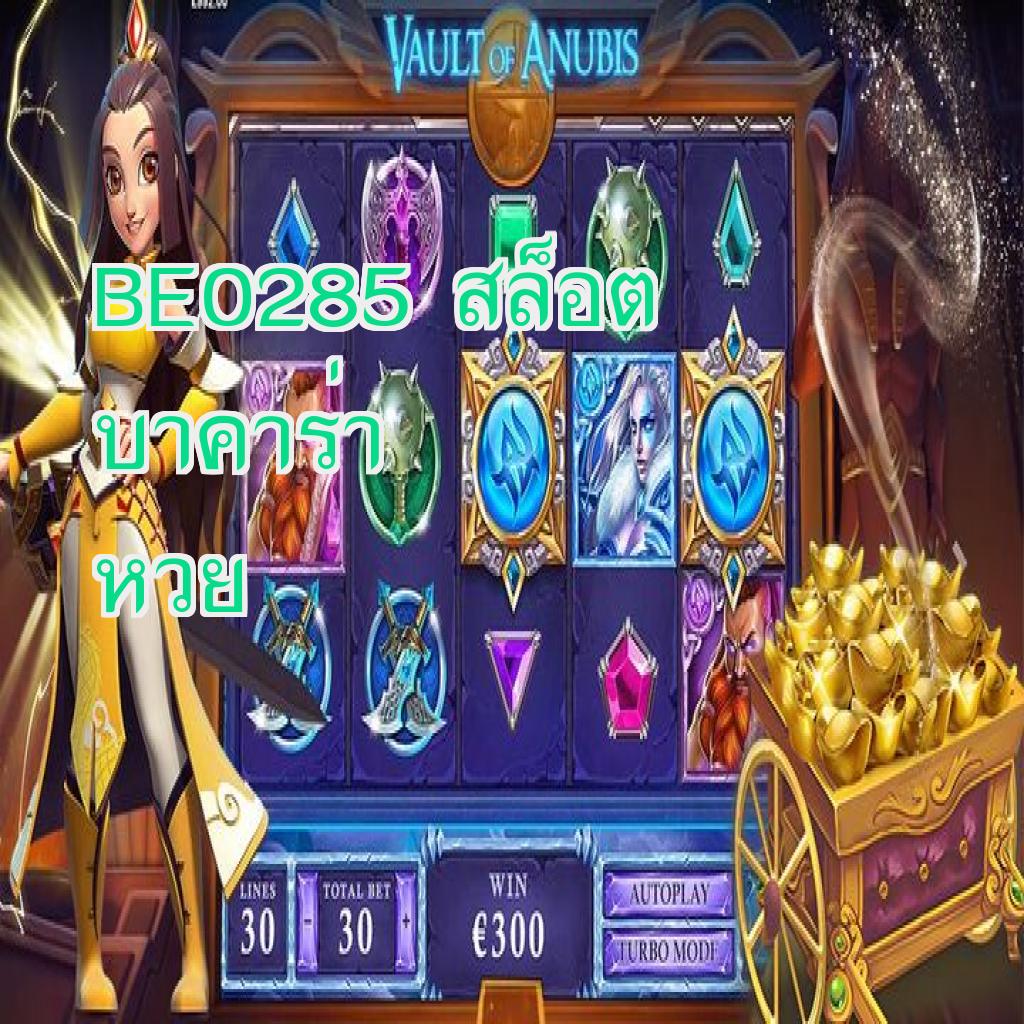 VAULT OF ANUBIS
BE0285 สล็อต
บาคาร่า
หวย
LINES
30
TOTAL BET
- 30 +
WIN
€300
AUTOPLAY
TURBO MODE